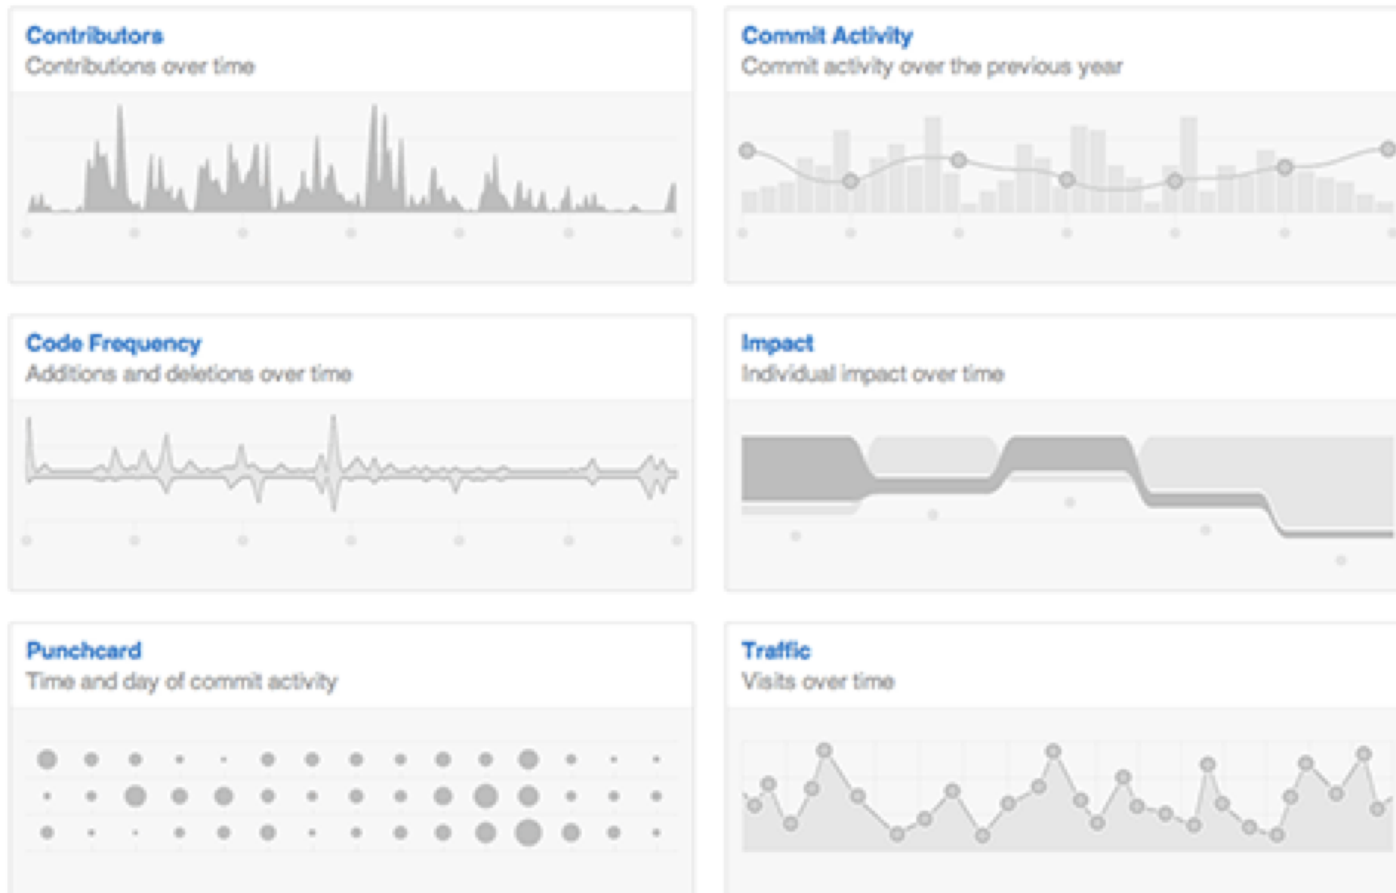 Contributors
Contributions over time
Commit Activity
Commit activity over the previous year
Code Frequency
Additions and deletions over time
Impact
Individual impact over time
Punchcard
Time and day of commit activity
Traffic
Visits over time